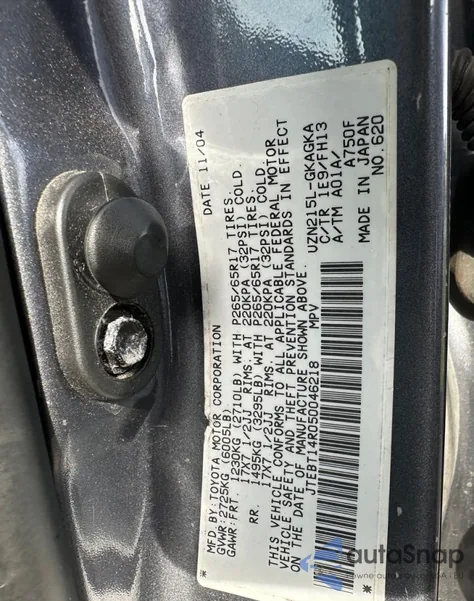 MFD.BY:TOYOTA MOTOR CORPORATION DATE 11/04
GVWR:2725KG(6005LB)
GAWR:FRT. 1230KG (2710LB) WITH P265/65R17 TIRES,
17X7 1/2JJ RIMS, AT 220KPA (32PSI) COLD.
RR. 1495KG (3295LB) WITH P265/65R17 TIRES,
17X7 1/2JJ RIMS, AT 220KPA (32PSI) COLD.
THIS VEHICLE CONFORMS TO ALL APPLICABLE FEDERAL MOTOR
VEHICLE SAFETY AND THEFT PREVENTION STANDARDS IN EFFECT
ON THE DATE OF MANUFACTURE SHOWN ABOVE.
JTEBT14R050046218 MPV
UZN215L-GKAGKA
C/TM 1E9/FH13
A/TM A01A/ A750F
MADE IN JAPAN
NO.620
* *
autoSnap